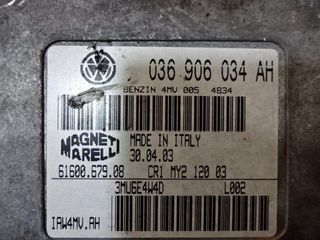 036 906 034 AH
BENZIN 4MV 005 4834
MAGNETI MARELLI
MADE IN ITALY
30.04.03
61600.679.08 CR1 MY2 120 03
3MU6E4W4D L002
IAW4MV.AH